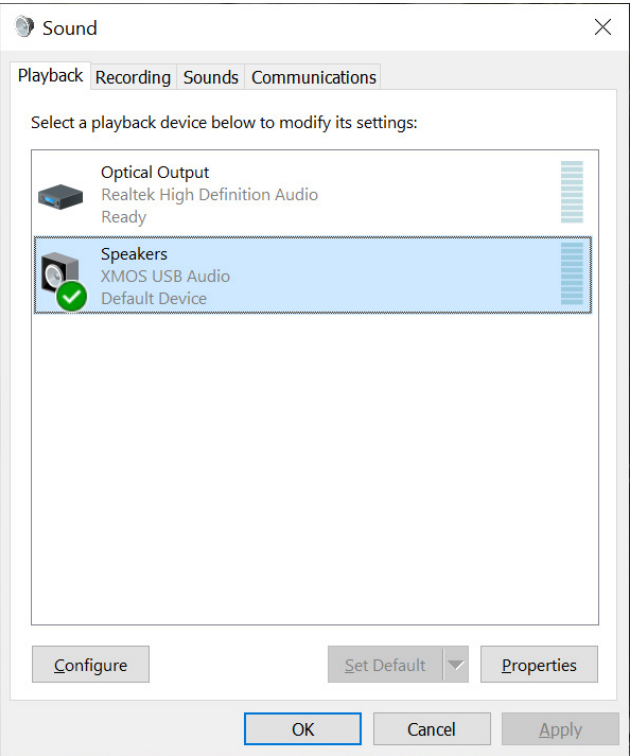 Sound
Playback Recording Sounds Communications
Select a playback device below to modify its settings:
Optical Output
Realtek High Definition Audio
Ready
Speakers
XMOS USB Audio
Default Device
Configure Set Default Properties
OK Cancel Apply